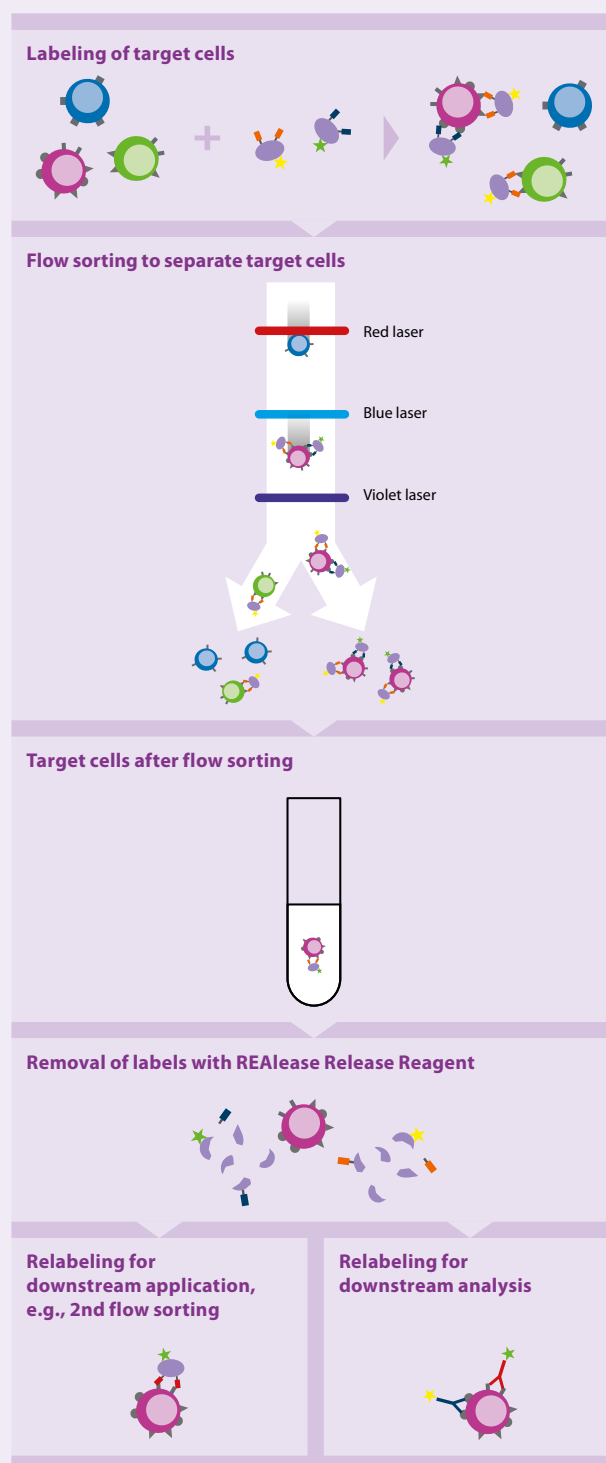 Labeling of target cells
Flow sorting to separate target cells
Red laser
Blue laser
Violet laser
Target cells after flow sorting
Removal of labels with REAlease Release Reagent
Relabeling for
downstream application,
e.g., 2nd flow sorting
Relabeling for
downstream analysis